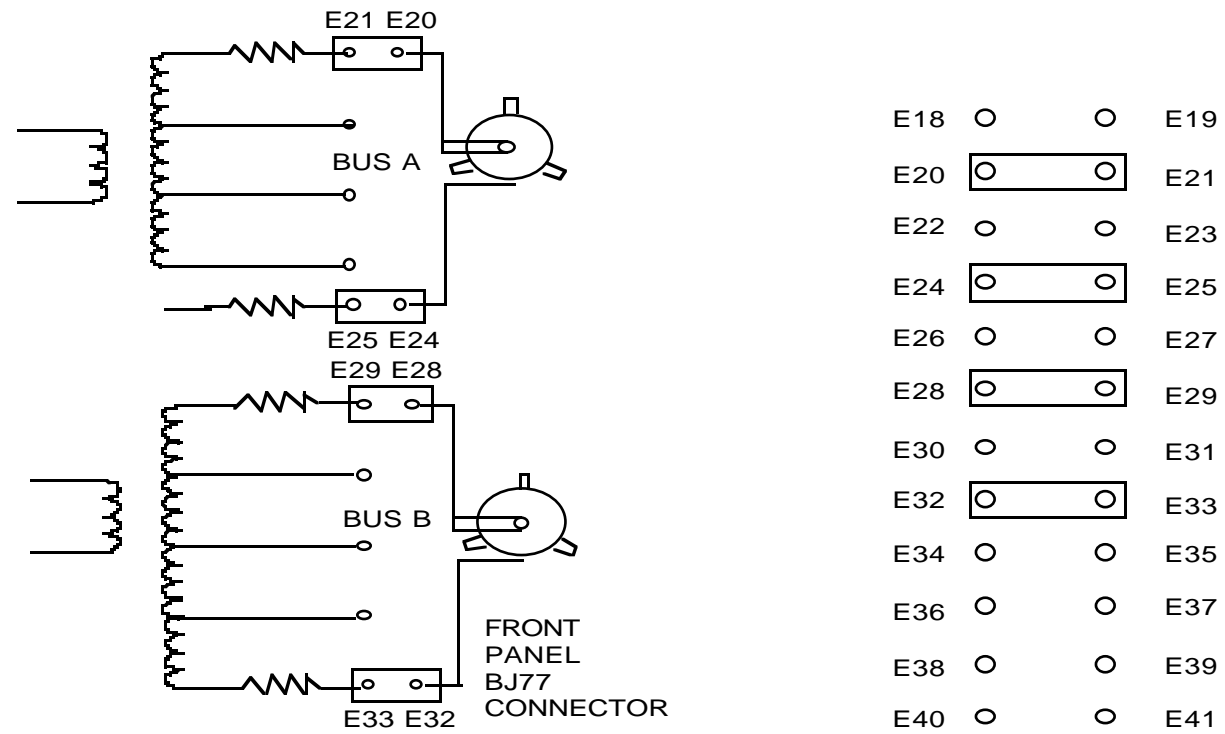 E21 E20
BUS A
E25 E24
E29 E28
BUS B
FRONT
PANEL
BJ77
CONNECTOR
E33 E32
E18 E19
E20 E21
E22 E23
E24 E25
E26 E27
E28 E29
E30 E31
E32 E33
E34 E35
E36 E37
E38 E39
E40 E41